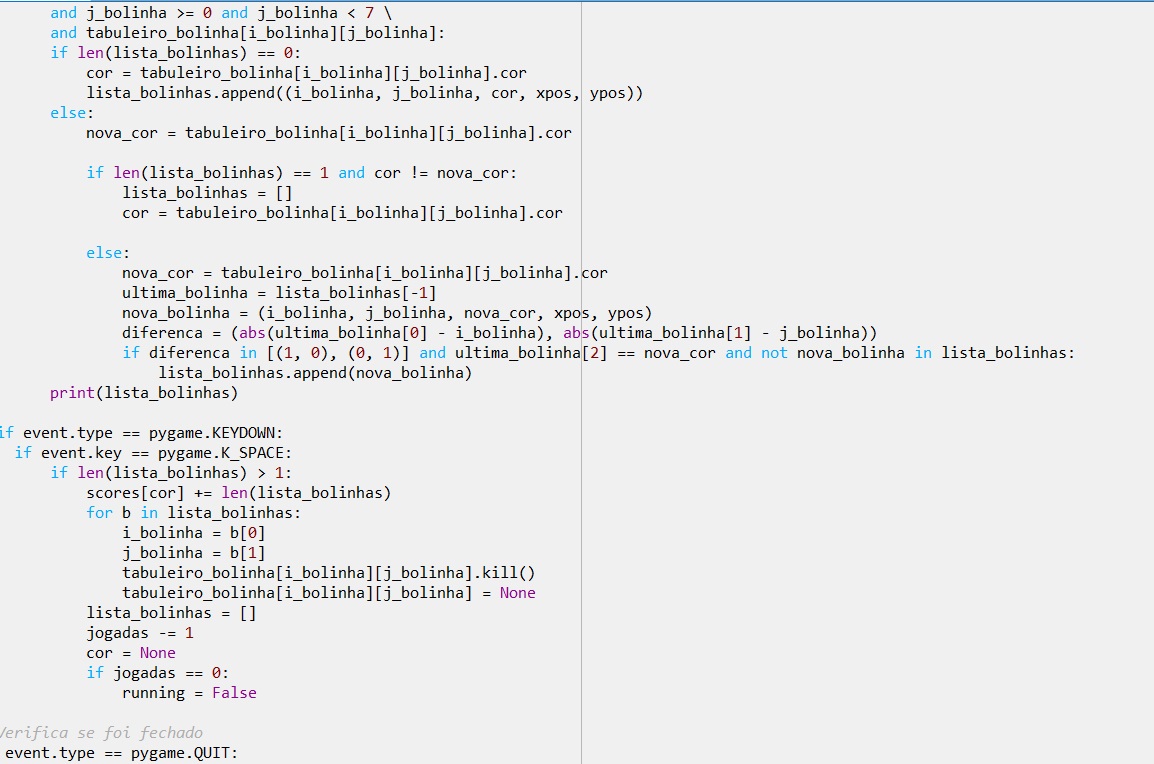 and j_bolinha >= 0 and j_bolinha < 7 \
and tabuleiro_bolinha[i_bolinha][j_bolinha]:
if len(lista_bolinhas) == 0:
cor = tabuleiro_bolinha[i_bolinha][j_bolinha].cor
lista_bolinhas.append((i_bolinha, j_bolinha, cor, xpos, ypos))
else:
nova_cor = tabuleiro_bolinha[i_bolinha][j_bolinha].cor
if len(lista_bolinhas) == 1 and cor != nova_cor:
lista_bolinhas = []
cor = tabuleiro_bolinha[i_bolinha][j_bolinha].cor
else:
nova_cor = tabuleiro_bolinha[i_bolinha][j_bolinha].cor
ultima_bolinha = lista_bolinhas[-1]
nova_bolinha = (i_bolinha, j_bolinha, nova_cor, xpos, ypos)
diferenca = (abs(ultima_bolinha[0] - i_bolinha), abs(ultima_bolinha[1] - j_bolinha))
if diferenca in [(1, 0), (0, 1)] and ultima_bolinha[2] == nova_cor and not nova_bolinha in lista_bolinhas:
lista_bolinhas.append(nova_bolinha)
print(lista_bolinhas)
if event.type == pygame.KEYDOWN:
if event.key == pygame.K_SPACE:
if len(lista_bolinhas) > 1:
scores[cor] += len(lista_bolinhas)
for b in lista_bolinhas:
i_bolinha = b[0]
j_bolinha = b[1]
tabuleiro_bolinha[i_bolinha][j_bolinha].kill()
tabuleiro_bolinha[i_bolinha][j_bolinha] = None
lista_bolinhas = []
jogadas -= 1
cor = None
if jogadas == 0:
running = False
Verifica se foi fechado
event.type == pygame.QUIT: